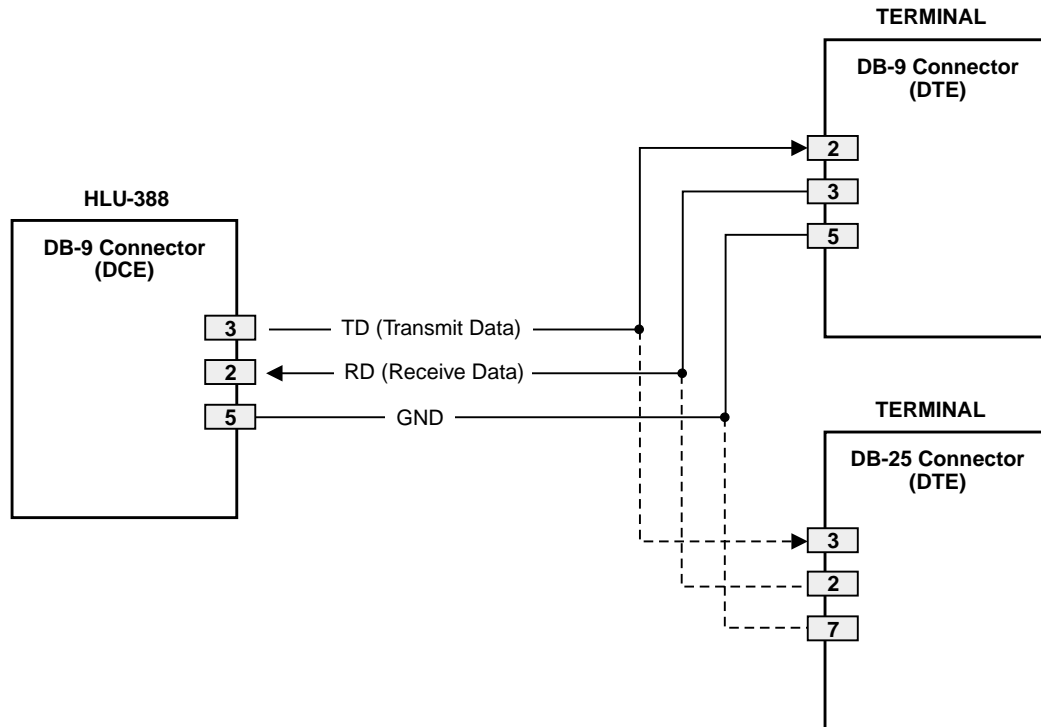 TERMINAL
DB-9 Connector
(DTE)
2
3
5
HLU-388
DB-9 Connector
(DCE)
3
TD (Transmit Data)
2
RD (Receive Data)
5
GND
TERMINAL
DB-25 Connector
(DTE)
3
2
7